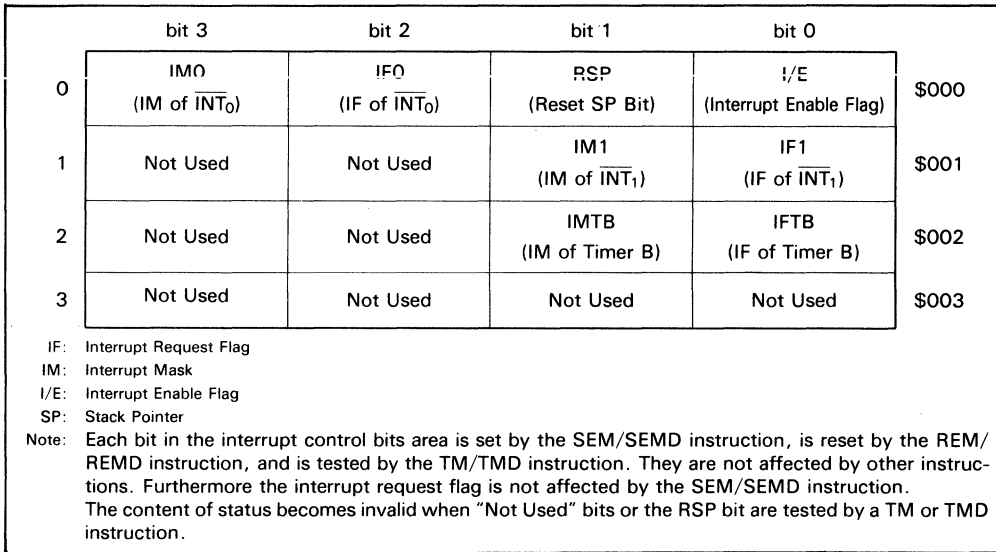 bit 3 bit 2 bit 1 bit 0
0 IM0 IF0 RSP I/E $000
(IM of INT0) (IF of INT0) (Reset SP Bit) (Interrupt Enable Flag)
1 Not Used Not Used IM1 IF1 $001
(IM of INT1) (IF of INT1)
2 Not Used Not Used IMTB IFTB $002
(IM of Timer B) (IF of Timer B)
3 Not Used Not Used Not Used Not Used $003
IF: Interrupt Request Flag
IM: Interrupt Mask
I/E: Interrupt Enable Flag
SP: Stack Pointer
Note: Each bit in the interrupt control bits area is set by the SEM/SEMD instruction, is reset by the REM/
REMD instruction, and is tested by the TM/TMD instruction. They are not affected by other instruc-
tions. Furthermore the interrupt request flag is not affected by the SEM/SEMD instruction.
The content of status becomes invalid when "Not Used" bits or the RSP bit are tested by a TM or TMD
instruction.